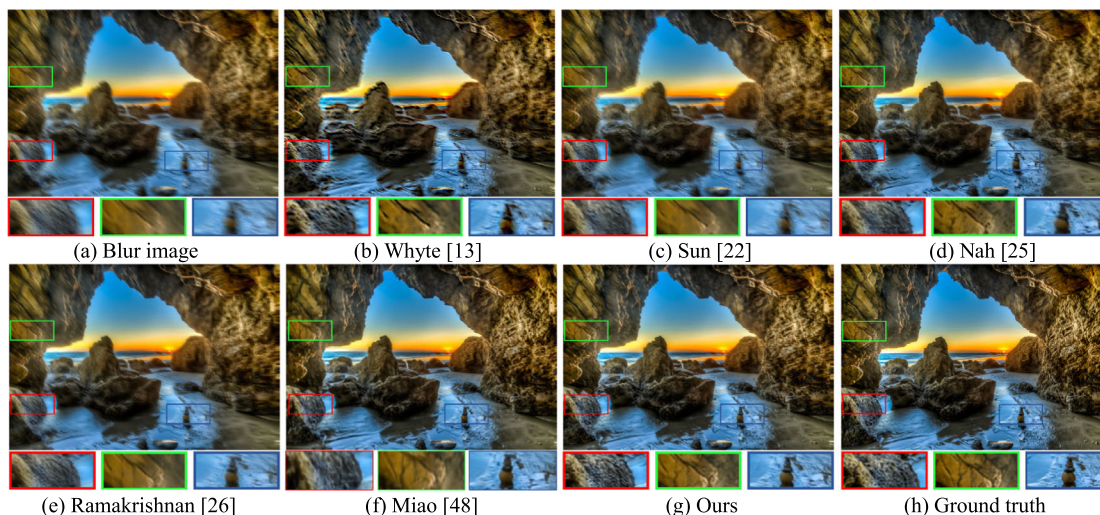 (a) Blur image
(b) Whyte [13]
(c) Sun [22]
(d) Nah [25]
(e) Ramakrishnan [26]
(f) Miao [48]
(g) Ours
(h) Ground truth